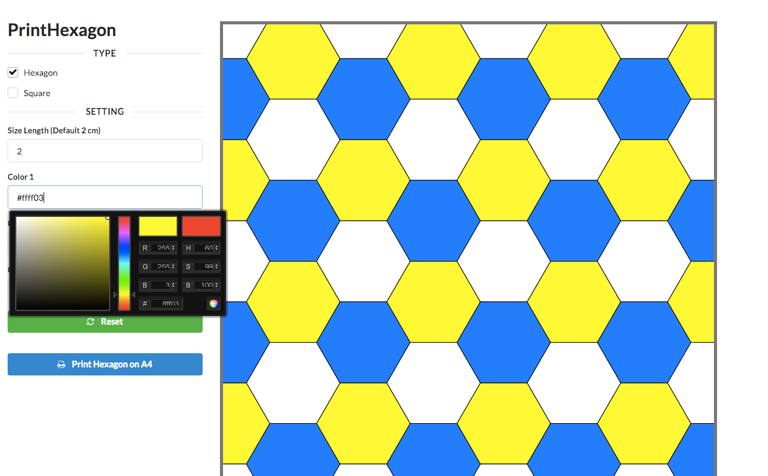 PrintHexagon
TYPE
Hexagon
Square
SETTING
Size Length (Default 2 cm)
2
Color 1
#ffff03
R 255 H 60
G 255 S 99
B 3 B 100
# ffff03
Reset
Print Hexagon on A4